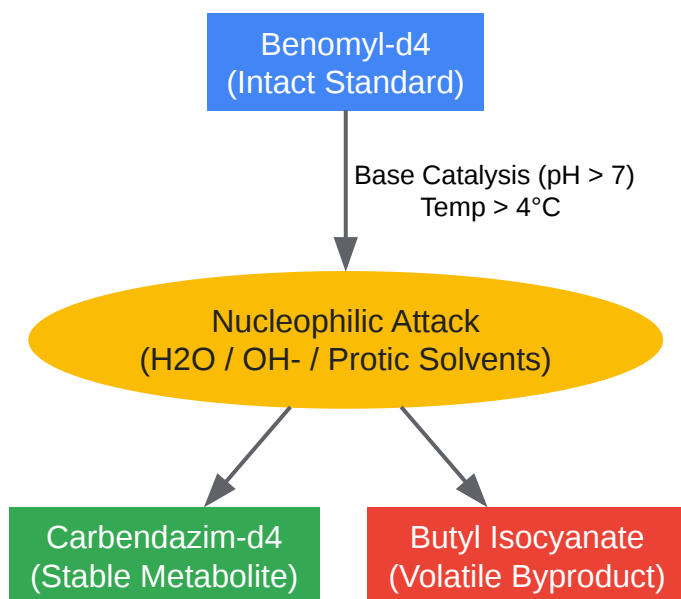 Benomyl-d4
(Intact Standard)
Base Catalysis (pH > 7)
Temp > 4°C
Nucleophilic Attack
(H2O / OH- / Protic Solvents)
Carbendazim-d4
(Stable Metabolite)
Butyl Isocyanate
(Volatile Byproduct)